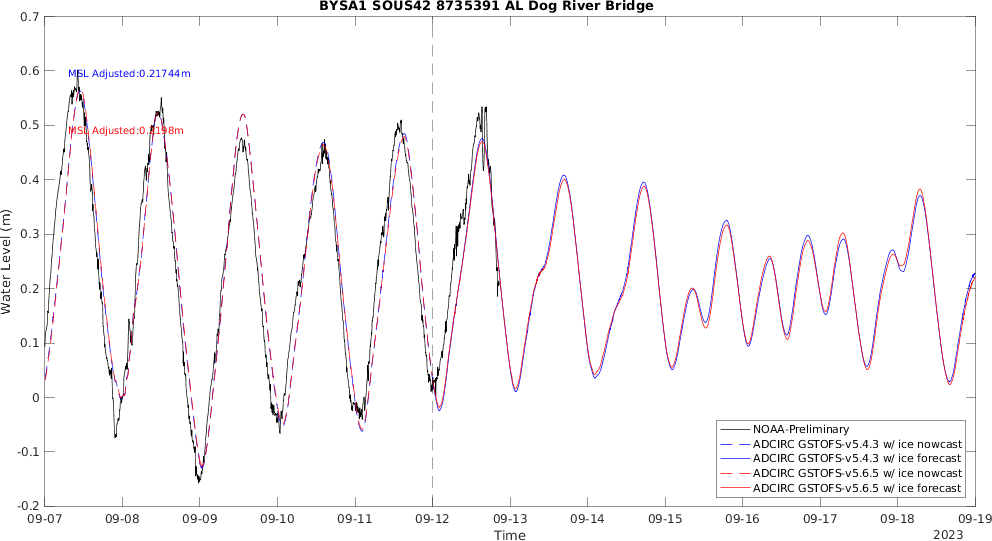 BYSA1 SOUS42 8735391 AL Dog River Bridge
0.7
0.6
0.5
0.4
0.3
0.2
0.1
0
-0.1
-0.2
Water Level (m)
MSL Adjusted:0.21744m
MSL Adjusted:
NOAA-Preliminary
ADCIRC GSTOFS-v5.4.3 w/ ice nowcast
ADCIRC GSTOFS-v5.4.3 w/ ice forecast
ADCIRC GSTOFS-v5.6.5 w/ ice nowcast
ADCIRC GSTOFS-v5.6.5 w/ ice forecast
09-07 09-08 09-09 09-10 09-11 09-12 09-13 09-14 09-15 09-16 09-17 09-18 09-19
Time
2023